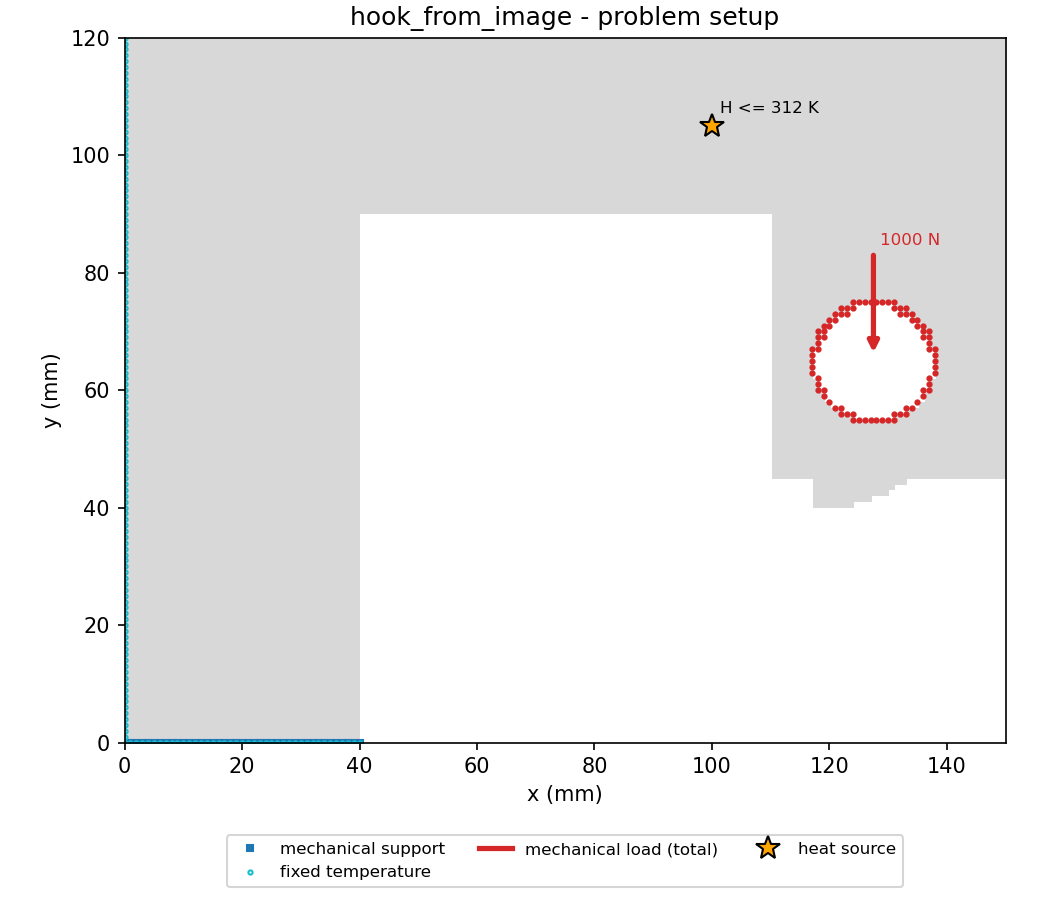 hook_from_image - problem setup
120
100
80
60
40
20
0
y (mm)
H <= 312 K
1000 N
0 20 40 60 80 100 120 140
x (mm)
mechanical support
fixed temperature
mechanical load (total)
heat source